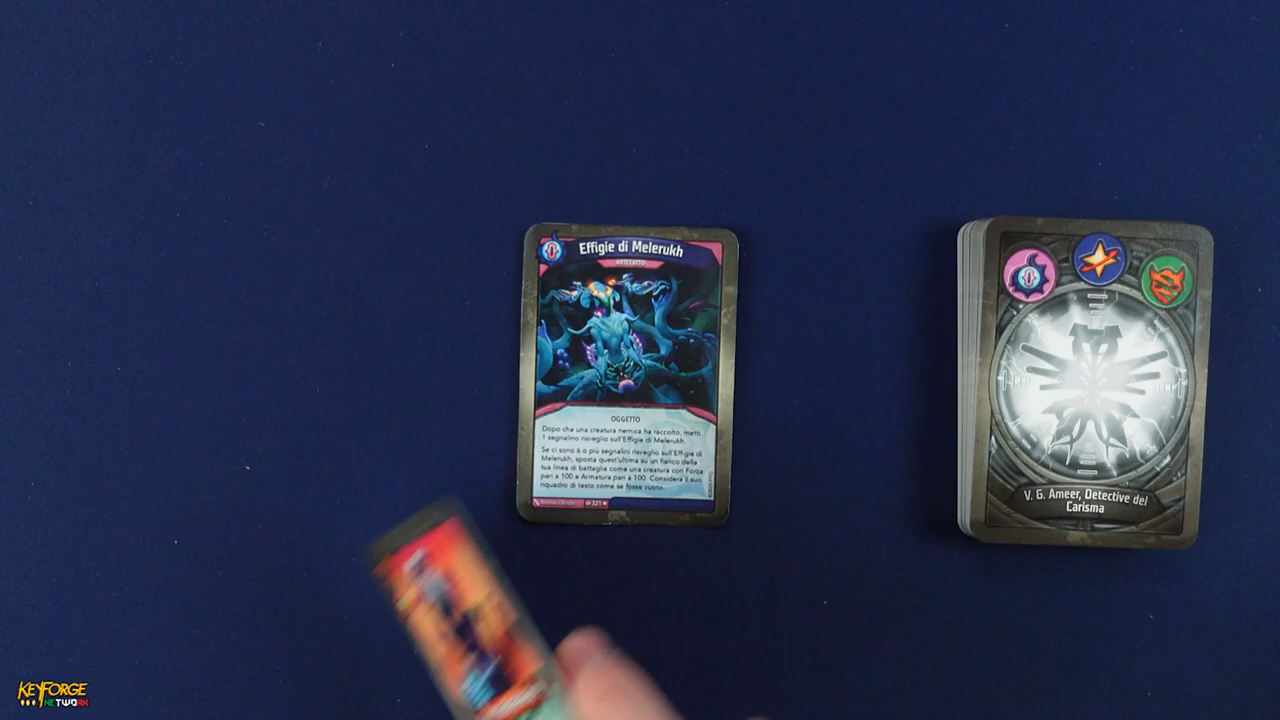 Effigie di Melerukh
ARTEFATTO
OGGETTO
Dopo che una creatura nemica ha raccolto, metti
1 segnalino risveglio sull'Effigie di Melerukh.
Se ci sono 6 o più segnalini risveglio sull'Effigie di
Melerukh, sposta quest'ultima su un fianco della
tua linea di battaglia come una creatura con Forza
pari a 100 e Armatura pari a 100. Considera il suo
riquadro di testo come se fosse vuoto.
321
V. G. Ameer, Detective del
Carisma
KEYFORGE
NETWORK